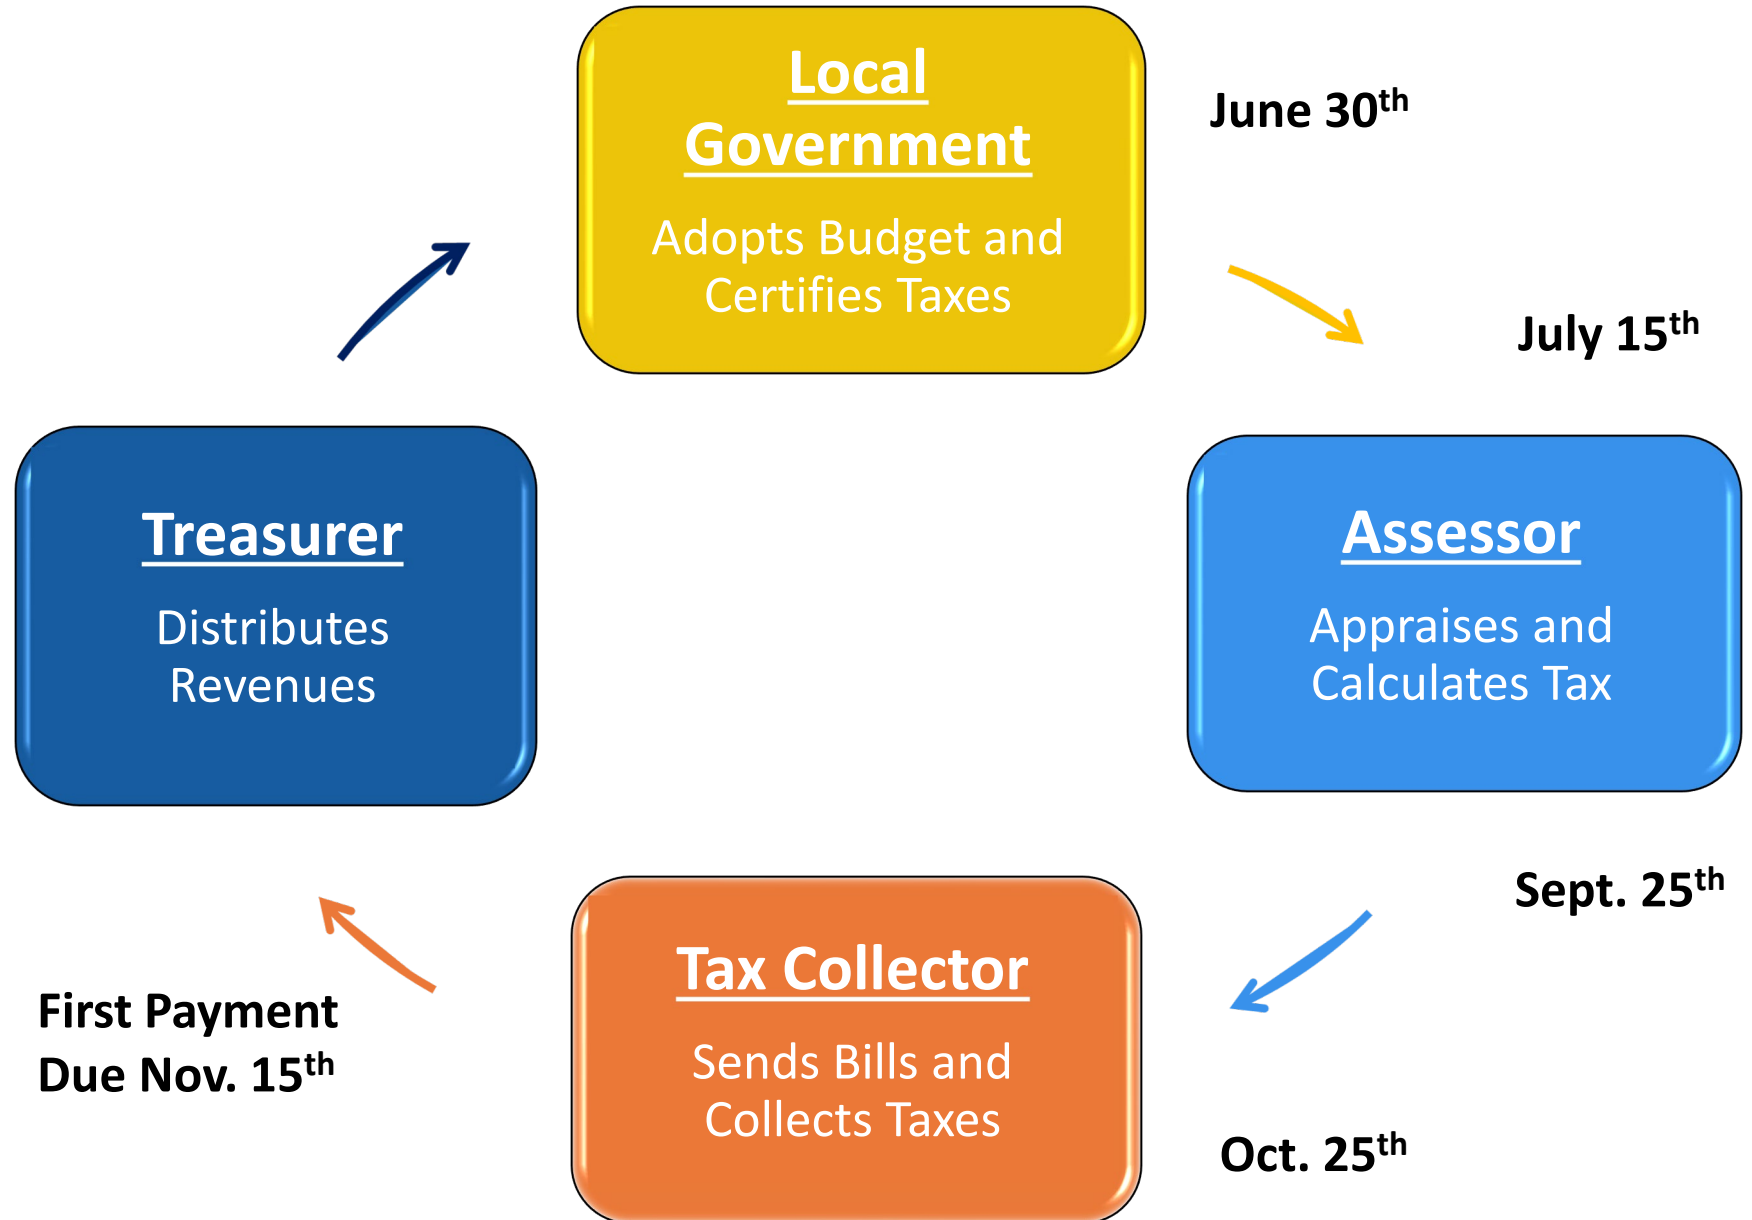 Local
Government
Adopts Budget and
Certifies Taxes
June 30th
July 15th
Assessor
Appraises and
Calculates Tax
Sept. 25th
Oct. 25th
Tax Collector
Sends Bills and
Collects Taxes
First Payment
Due Nov. 15th
Treasurer
Distributes
Revenues